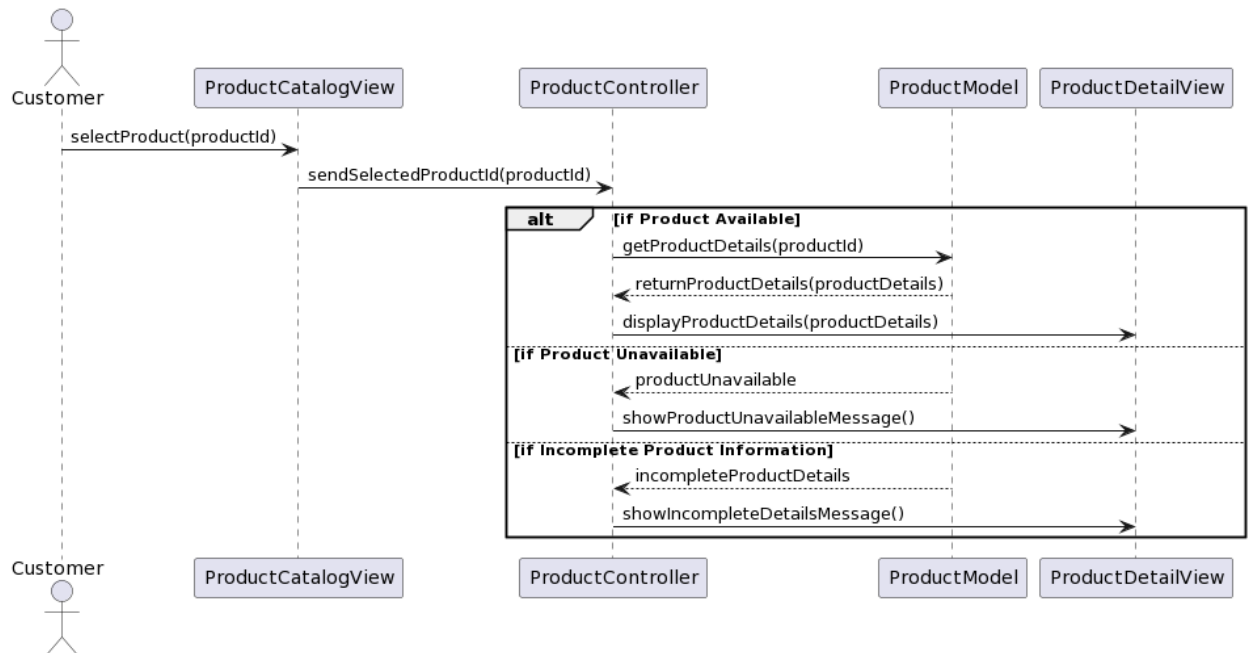 Customer
ProductCatalogView
ProductController
ProductModel
ProductDetailView
selectProduct(productId)
sendSelectedProductId(productId)
alt [if Product Available]
getProductDetails(productId)
returnProductDetails(productDetails)
displayProductDetails(productDetails)
[if Product Unavailable]
productUnavailable
showProductUnavailableMessage()
[if Incomplete Product Information]
incompleteProductDetails
showIncompleteDetailsMessage()
Customer
ProductCatalogView
ProductController
ProductModel
ProductDetailView